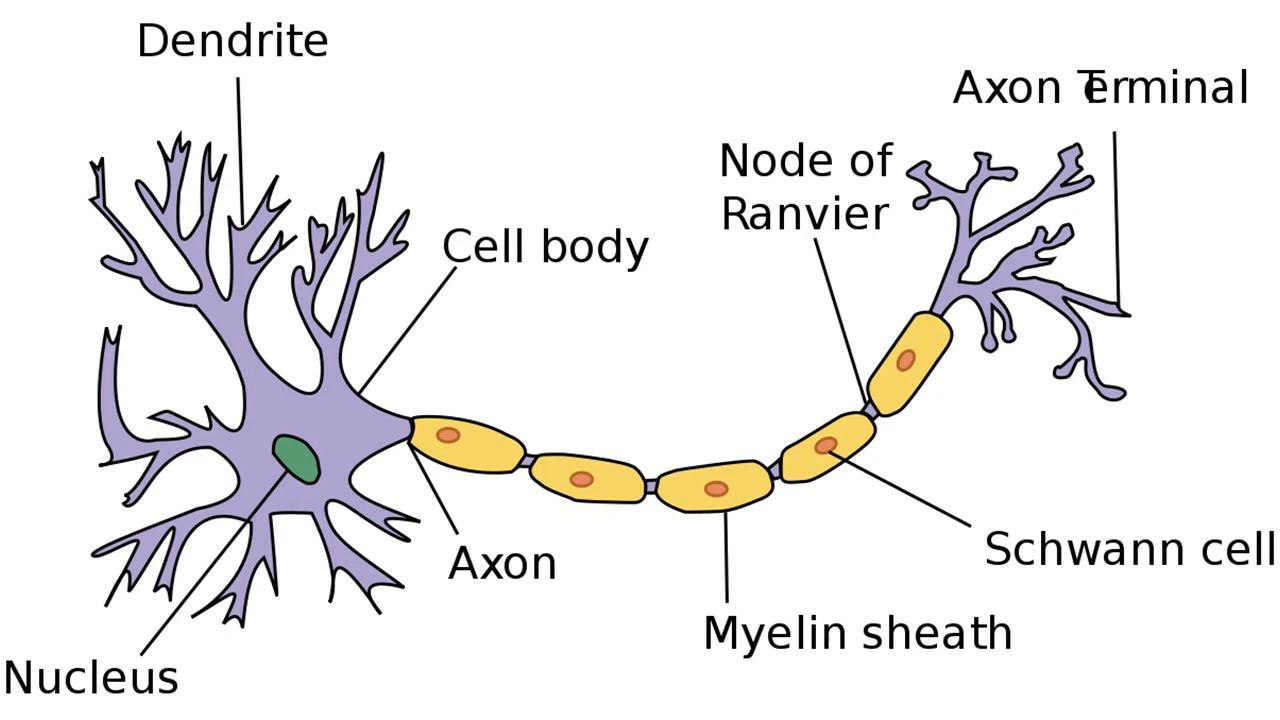 Dendrite
Axon Terminal
Node of
Ranvier
Cell body
Axon
Schwann cell
Myelin sheath
Nucleus